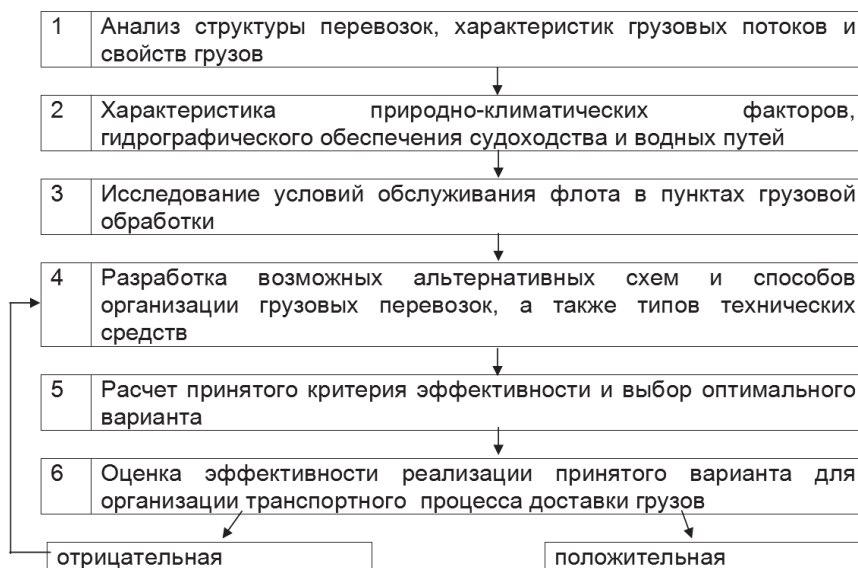 1 Анализ структуры перевозок, характеристик грузовых потоков и
свойств грузов
2 Характеристика природно-климатических факторов,
гидрографического обеспечения судоходства и водных путей
3 Исследование условий обслуживания флота в пунктах грузовой
обработки
4 Разработка возможных альтернативных схем и способов
организации грузовых перевозок, а также типов технических
средств
5 Расчет принятого критерия эффективности и выбор оптимального
варианта
6 Оценка эффективности реализации принятого варианта для
организации транспортного процесса доставки грузов
отрицательная
положительная